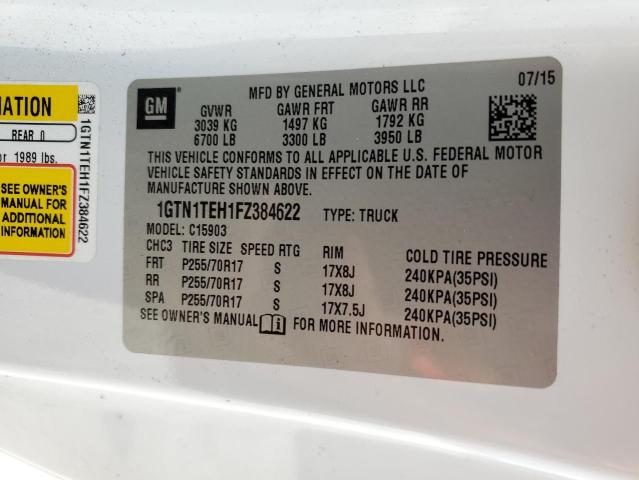 MATION
REAR 0
or 1989 lbs.
SEE OWNER'S
MANUAL FOR
ADDITIONAL
INFORMATION
1GTN1TEH1FZ384622
GM
MFD BY GENERAL MOTORS LLC
07/15
GVWR GAWR FRT GAWR RR
3039 KG 1497 KG 1792 KG
6700 LB 3300 LB 3950 LB
THIS VEHICLE CONFORMS TO ALL APPLICABLE U.S. FEDERAL MOTOR
VEHICLE SAFETY STANDARDS IN EFFECT ON THE DATE OF
MANUFACTURE SHOWN ABOVE.
1GTN1TEH1FZ384622 TYPE: TRUCK
MODEL: C15903
CHC3 TIRE SIZE SPEED RTG RIM COLD TIRE PRESSURE
FRT P255/70R17 S 17X8J 240KPA(35PSI)
RR P255/70R17 S 17X8J 240KPA(35PSI)
SPA P255/70R17 S 17X7.5J 240KPA(35PSI)
SEE OWNER'S MANUAL FOR MORE INFORMATION.